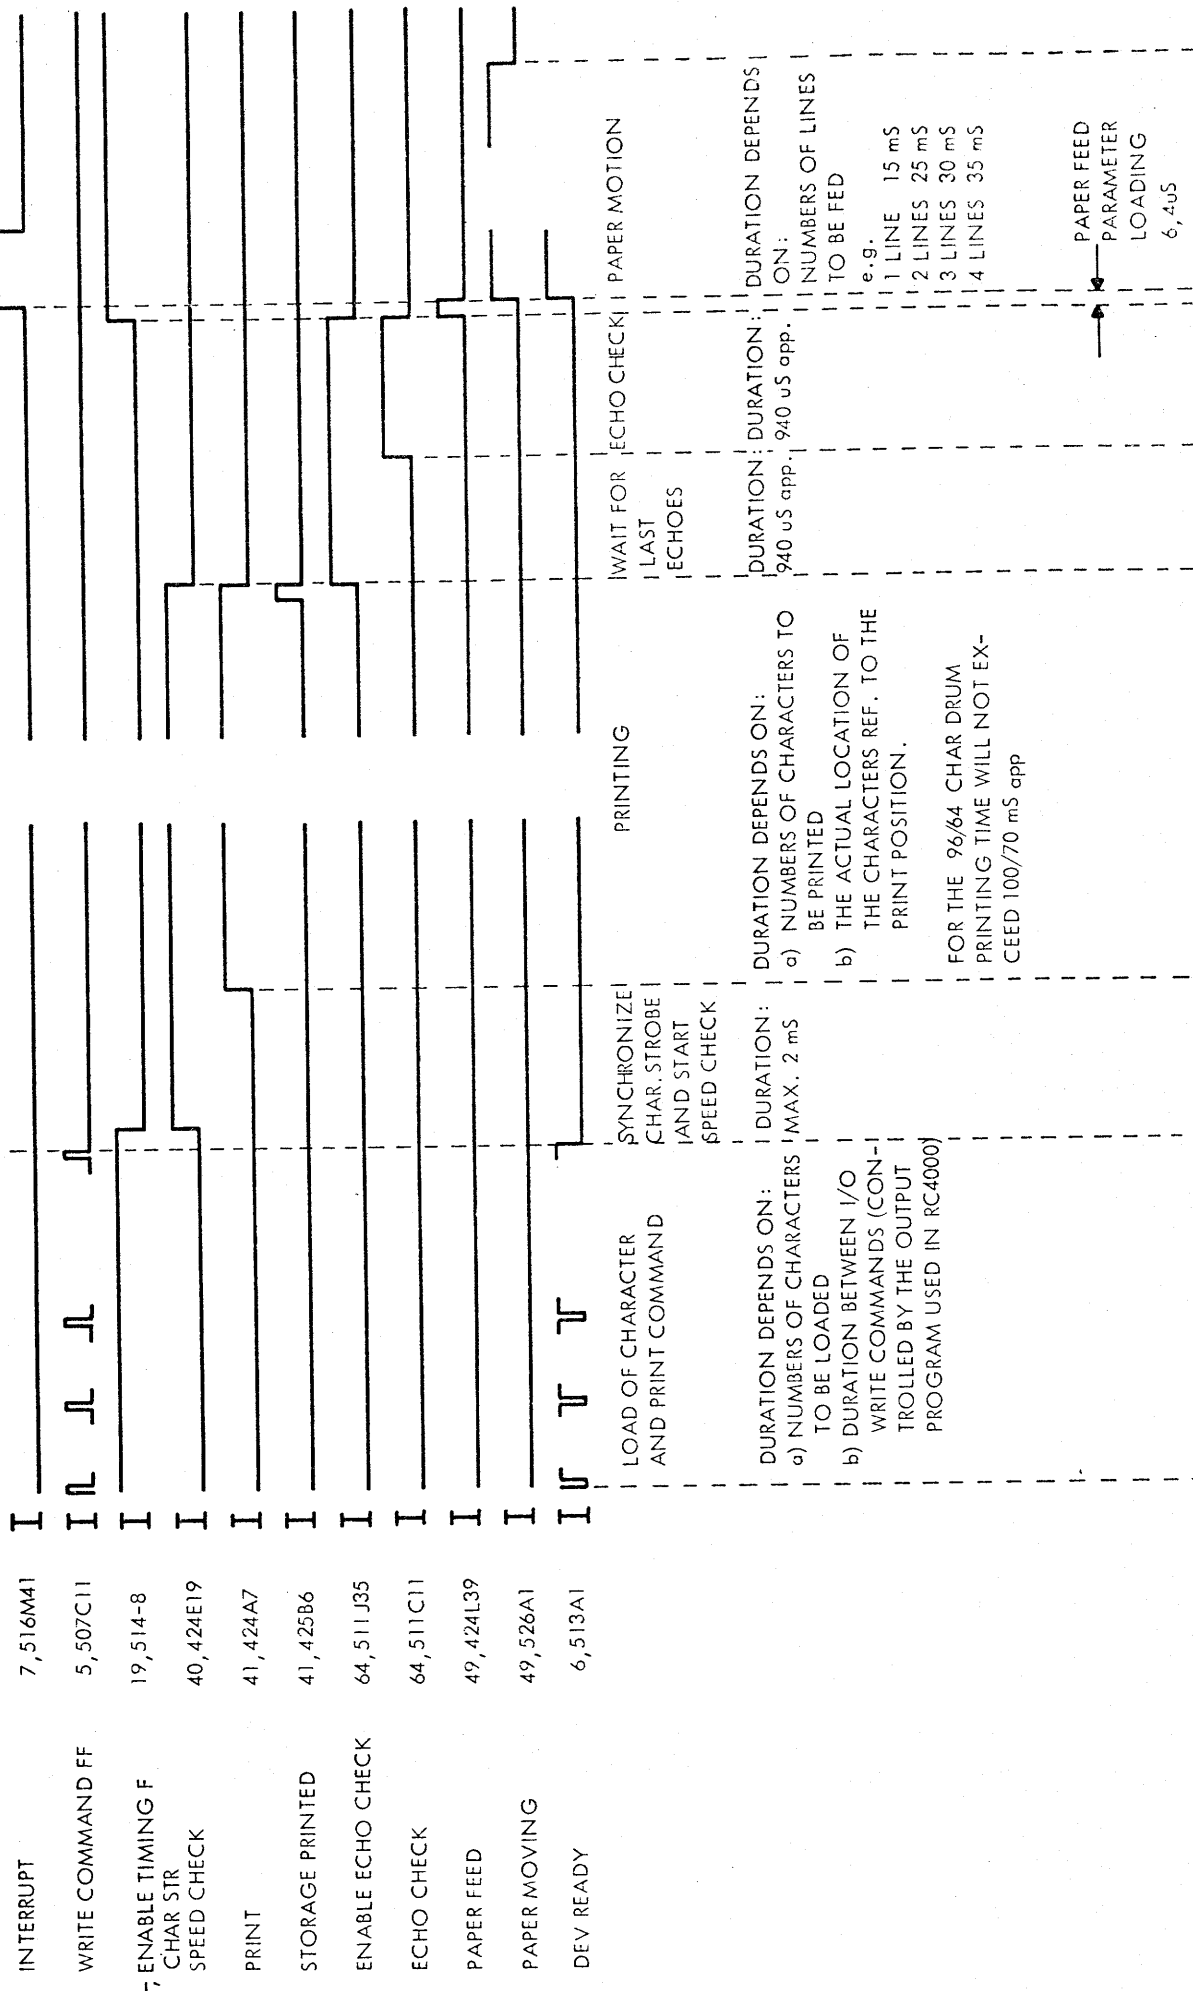 INTERRUPT 7,516M41
WRITE COMMAND FF 5,507C11
-, ENABLE TIMING F 19,514-8
CHAR STR
SPEED CHECK 40,424E19
PRINT 41,424A7
STORAGE PRINTED 41,425B6
ENABLE ECHO CHECK 64,511J35
ECHO CHECK 64,511C11
PAPER FEED 49,424L39
PAPER MOVING 49,526A1
DEV READY 6,513A1
LOAD OF CHARACTER
AND PRINT COMMAND
DURATION DEPENDS ON:
a) NUMBERS OF CHARACTERS
TO BE LOADED
b) DURATION BETWEEN I/O
WRITE COMMANDS (CON-
TROLLED BY THE OUTPUT
PROGRAM USED IN RC4000)
SYNCHRONIZE
CHAR. STROBE
AND START
SPEED CHECK
DURATION:
MAX. 2 mS
PRINTING
DURATION DEPENDS ON:
a) NUMBERS OF CHARACTERS TO
BE PRINTED
b) THE ACTUAL LOCATION OF
THE CHARACTERS REF. TO THE
PRINT POSITION.
FOR THE 96/64 CHAR DRUM
PRINTING TIME WILL NOT EX-
CEED 100/70 mS app
WAIT FOR
LAST
ECHOES
DURATION:
940 uS app.
ECHO CHECK
DURATION:
940 uS app.
PAPER MOTION
DURATION DEPENDS
ON:
NUMBERS OF LINES
TO BE FED
e.g.
1 LINE 15 mS
2 LINES 25 mS
3 LINES 30 mS
4 LINES 35 mS
PAPER FEED
PARAMETER
LOADING
6,4uS